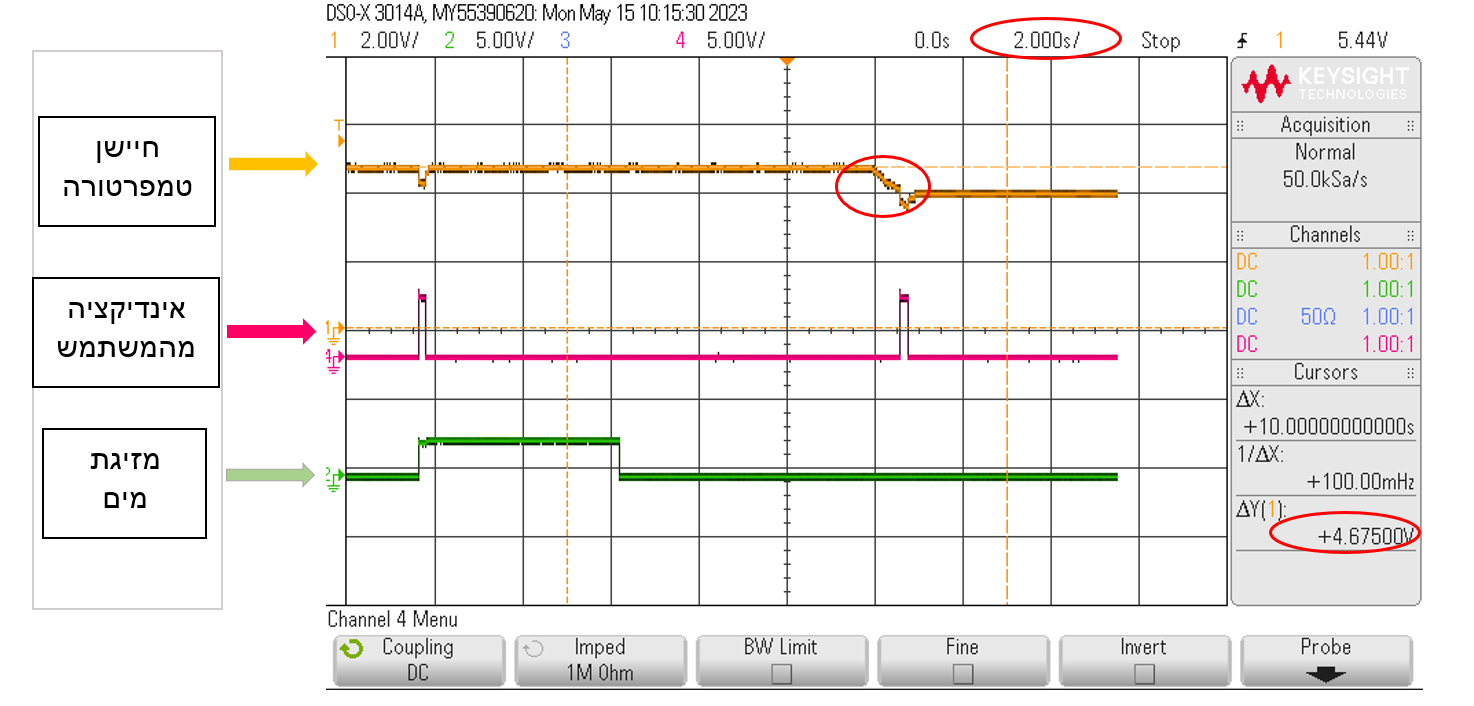 DSO-X 3014A, MY55390620: Mon May 15 10:15:30 2023
1 2.00V/ 2 5.00V/ 3 4 5.00V/ 0.0s 2.000s/ Stop 1 5.44V
KEYSIGHT
TECHNOLOGIES
Acquisition
Normal
50.0kSa/s
Channels
DC 1.00:1
DC 1.00:1
DC 50Ω 1.00:1
DC 1.00:1
Cursors
ΔX:
+10.00000000000s
1/ΔX:
+100.00mHz
ΔY(1):
+4.67500V
חיישן
טמפרטורה
אינדיקציה
מהמשתמש
מזיגת
מים
T
1
4
2
Channel 4 Menu
Coupling
DC
Imped
1M Ohm
BW Limit
Fine
Invert
Probe